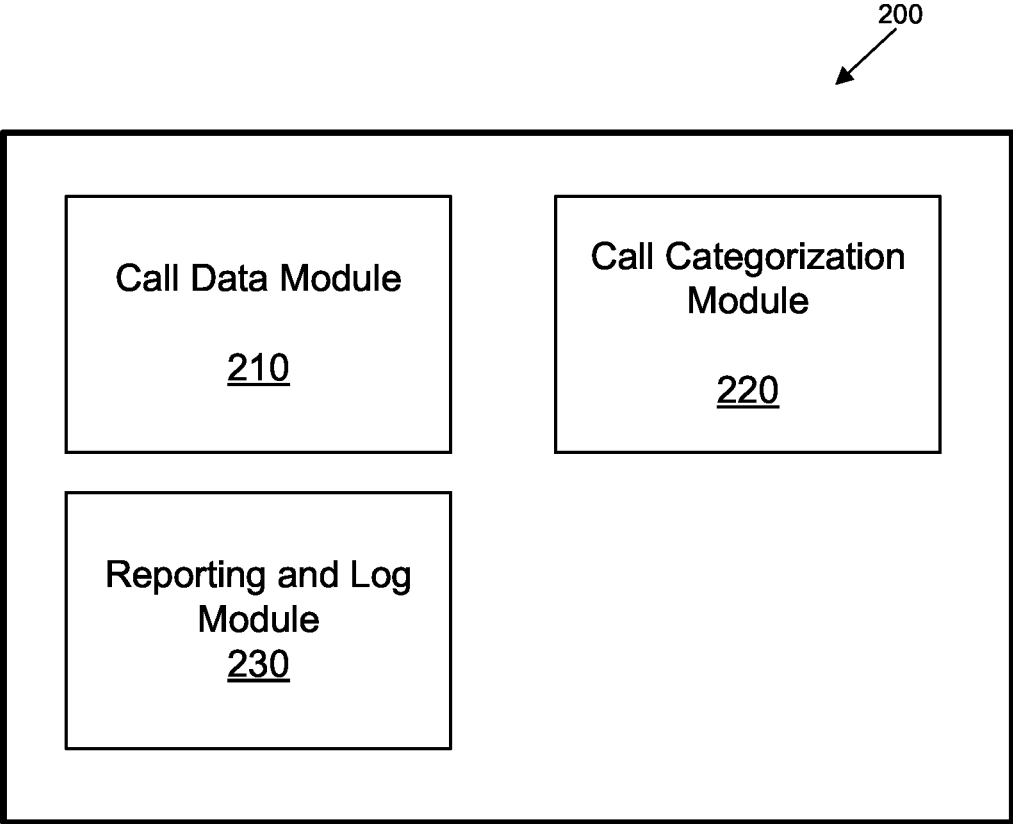 200
Call Data Module
210
Call Categorization
Module
220
Reporting and Log
Module
230